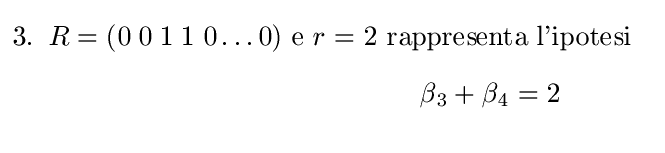 3. R = (0 0 1 1 0 . . . 0) e r = 2 rappresenta l'ipotesi
β₃ + β₄ = 2